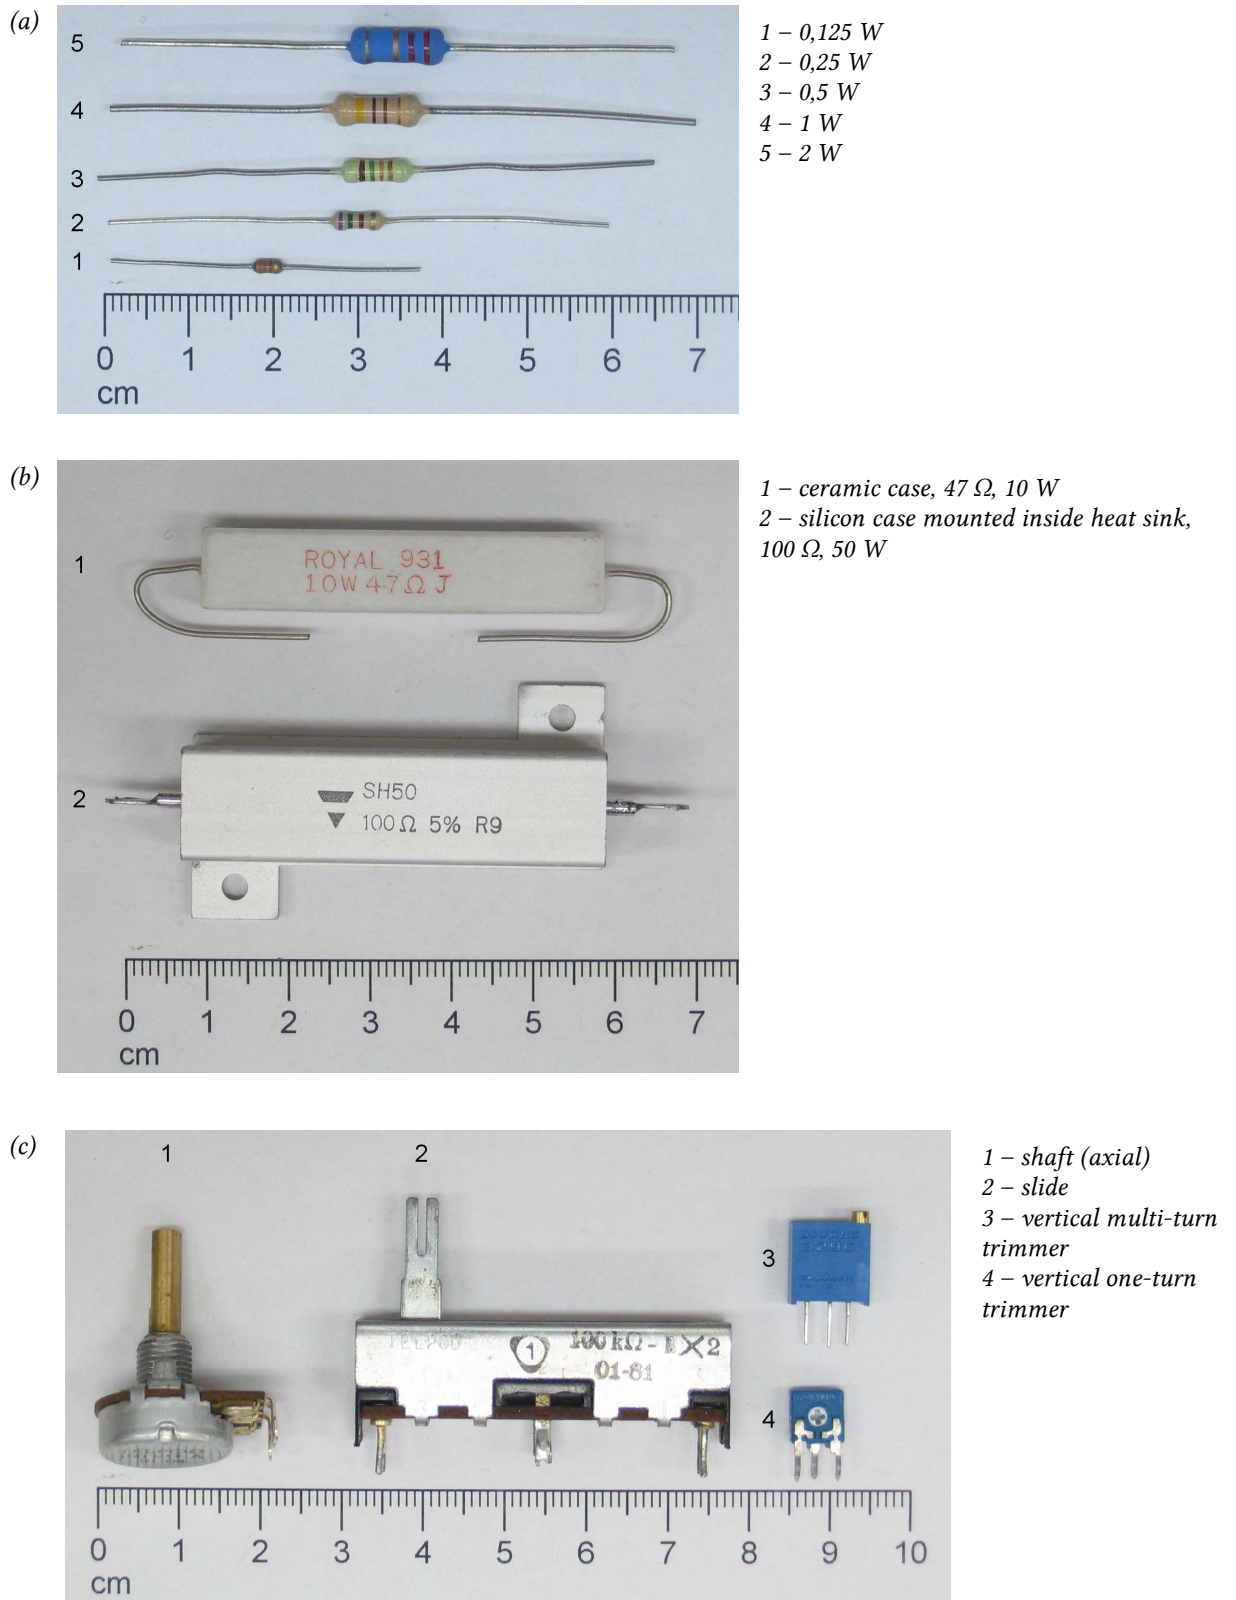 (a)
5
4
3
2
1
0 1 2 3 4 5 6 7
cm
1 – 0,125 W
2 – 0,25 W
3 – 0,5 W
4 – 1 W
5 – 2 W
(b)
1
ROYAL 931
10W 47Ω J
2
SH50
100Ω 5% R9
0 1 2 3 4 5 6 7
cm
1 – ceramic case, 47 Ω, 10 W
2 – silicon case mounted inside heat sink,
100 Ω, 50 W
(c)
1 2
3
BOURNS
3296
1 100 kΩ - X2
01-81
4
0 1 2 3 4 5 6 7 8 9 10
cm
1 – shaft (axial)
2 – slide
3 – vertical multi-turn
trimmer
4 – vertical one-turn
trimmer